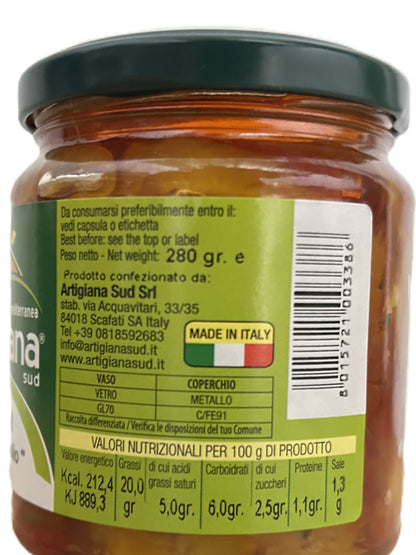 Da consumarsi preferibilmente entro il:
vedi capsula o etichetta
Best before: see the top or label
Peso netto - Net weight: 280 gr. e
Prodotto confezionato da:
Artigiana Sud Srl
stab. via Acquavitari, 33/35
84018 Scafati SA Italy
Tel +39 0818592683
info@artigianasud.it
www.artigianasud.it
MADE IN ITALY
VASO COPERCHIO
VETRO METALLO
GL70 C/FE91
Raccolta differenziata / Verifica le disposizioni del tuo Comune
VALORI NUTRIZIONALI PER 100 g DI PRODOTTO
Valore energetico Grassi di cui acidi Carboidrati di cui Proteine Sale
grassi saturi zuccheri
Kcal. 212,4 20,0 1,3
KJ 889,3 gr 5,0gr. 6,0gr. 2,5gr. 1,1gr. g
8 015721 003386
ana®
sud